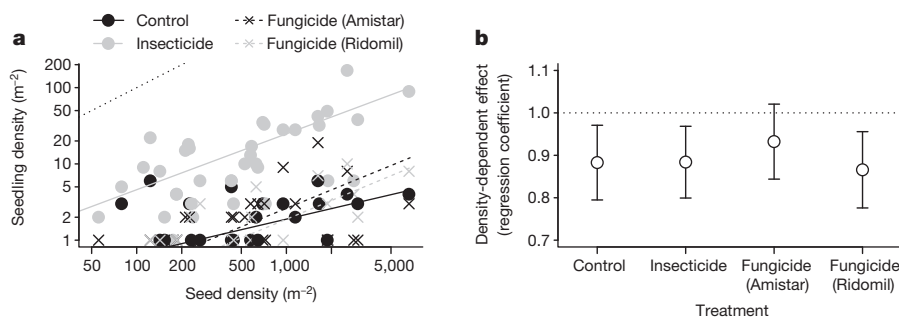 a
Control
Fungicide (Amistar)
Insecticide
Fungicide (Ridomil)
Seedling density (m⁻²)
200
100
50
20
10
5
2
1
50
100
200
500
1,000
5,000
Seed density (m⁻²)
b
Density-dependent effect
(regression coefficient)
1.1
1.0
0.9
0.8
0.7
Control
Insecticide
Fungicide
(Amistar)
Fungicide
(Ridomil)
Treatment